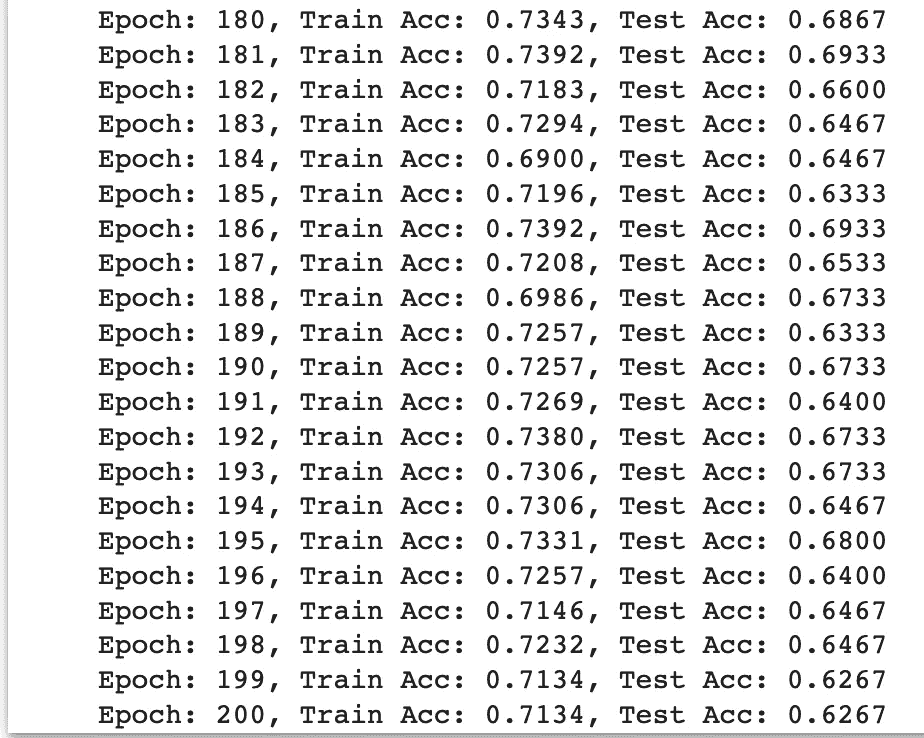 Epoch: 180, Train Acc: 0.7343, Test Acc: 0.6867
Epoch: 181, Train Acc: 0.7392, Test Acc: 0.6933
Epoch: 182, Train Acc: 0.7183, Test Acc: 0.6600
Epoch: 183, Train Acc: 0.7294, Test Acc: 0.6467
Epoch: 184, Train Acc: 0.6900, Test Acc: 0.6467
Epoch: 185, Train Acc: 0.7196, Test Acc: 0.6333
Epoch: 186, Train Acc: 0.7392, Test Acc: 0.6933
Epoch: 187, Train Acc: 0.7208, Test Acc: 0.6533
Epoch: 188, Train Acc: 0.6986, Test Acc: 0.6733
Epoch: 189, Train Acc: 0.7257, Test Acc: 0.6333
Epoch: 190, Train Acc: 0.7257, Test Acc: 0.6733
Epoch: 191, Train Acc: 0.7269, Test Acc: 0.6400
Epoch: 192, Train Acc: 0.7380, Test Acc: 0.6733
Epoch: 193, Train Acc: 0.7306, Test Acc: 0.6733
Epoch: 194, Train Acc: 0.7306, Test Acc: 0.6467
Epoch: 195, Train Acc: 0.7331, Test Acc: 0.6800
Epoch: 196, Train Acc: 0.7257, Test Acc: 0.6400
Epoch: 197, Train Acc: 0.7146, Test Acc: 0.6467
Epoch: 198, Train Acc: 0.7232, Test Acc: 0.6467
Epoch: 199, Train Acc: 0.7134, Test Acc: 0.6267
Epoch: 200, Train Acc: 0.7134, Test Acc: 0.6267